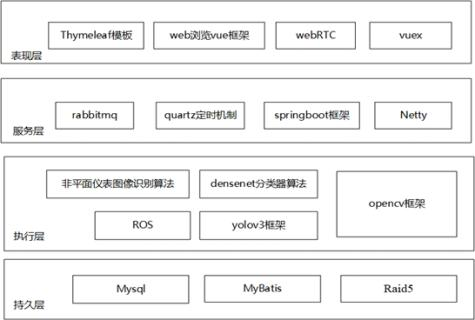 Thymeleaf模板
web浏览vue框架
webRTC
vuex
表现层
rabbitmq
quartz定时机制
springboot框架
Netty
服务层
非平面仪表图像识别算法
densenet分类器算法
opencv框架
ROS
yolov3框架
执行层
Mysql
MyBatis
Raid5
持久层